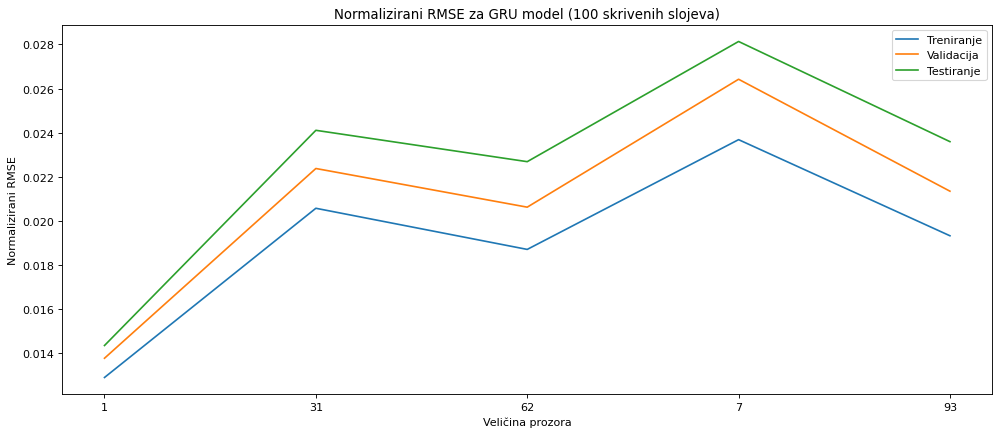 Normalizirani RMSE za GRU model (100 skrivenih slojeva)
Treniranje
Validacija
Testiranje
Normalizirani RMSE
0.028
0.026
0.024
0.022
0.020
0.018
0.016
0.014
1 31 62 7 93
Veličina prozora